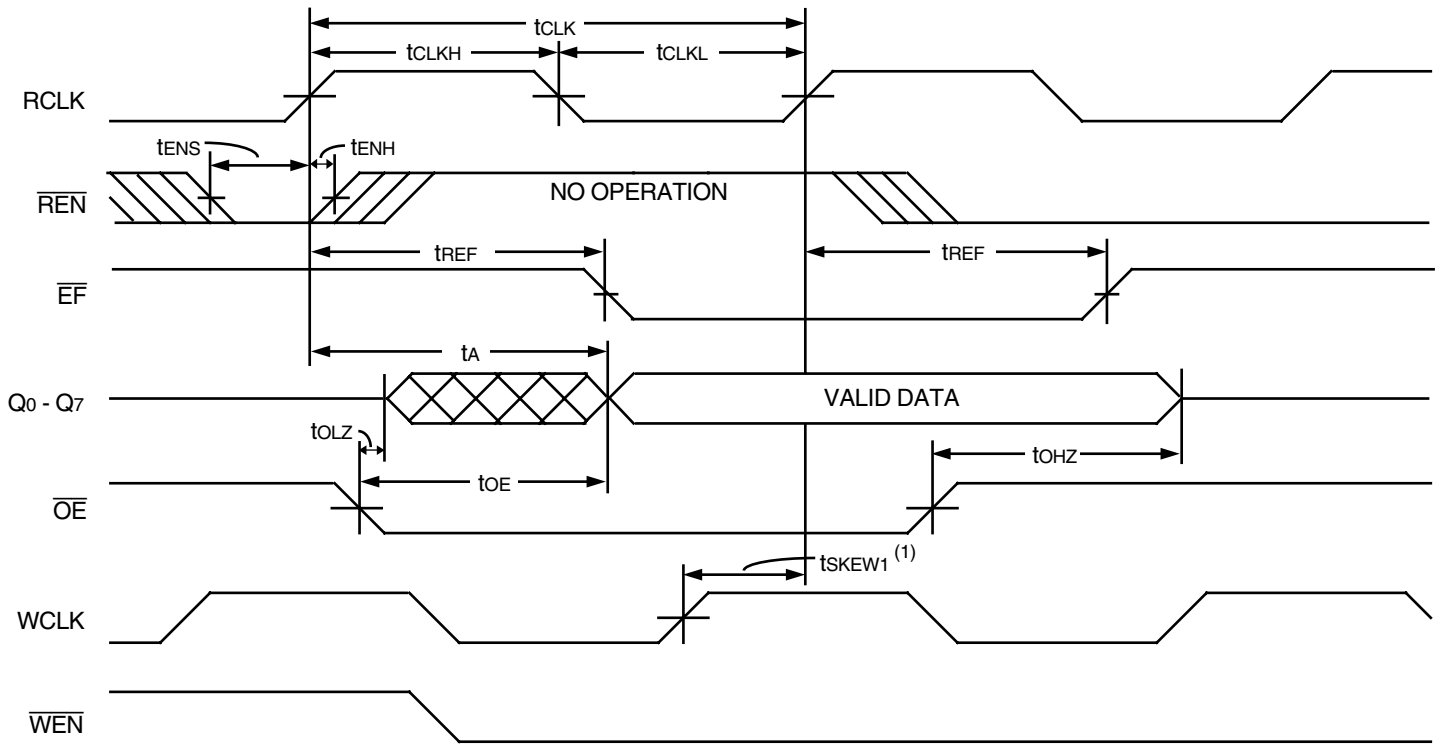 tCLK
tCLKH
tCLKL
RCLK
tENS
tENH
REN
NO OPERATION
tREF
tREF
EF
tA
Q0 - Q7
VALID DATA
tOLZ
tOHZ
tOE
OE
tSKEW1 (1)
WCLK
WEN